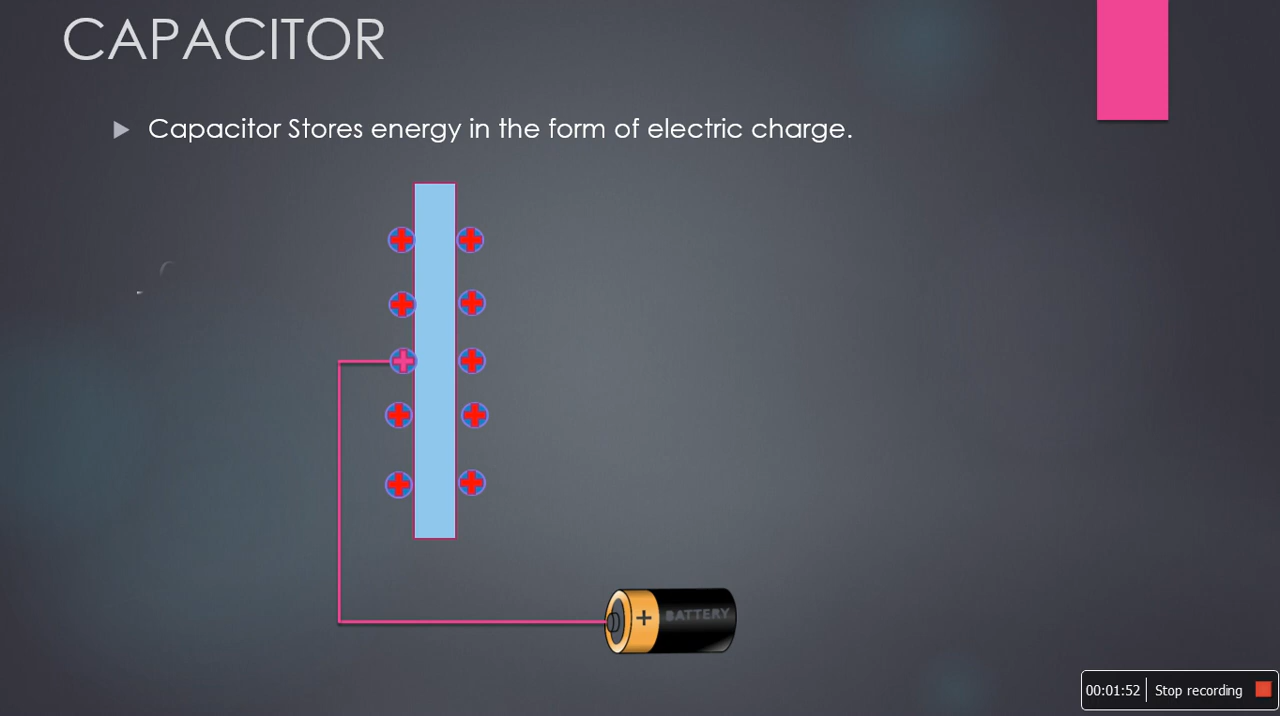 CAPACITOR
Capacitor Stores energy in the form of electric charge.
+ BATTERY
00:01:52 Stop recording